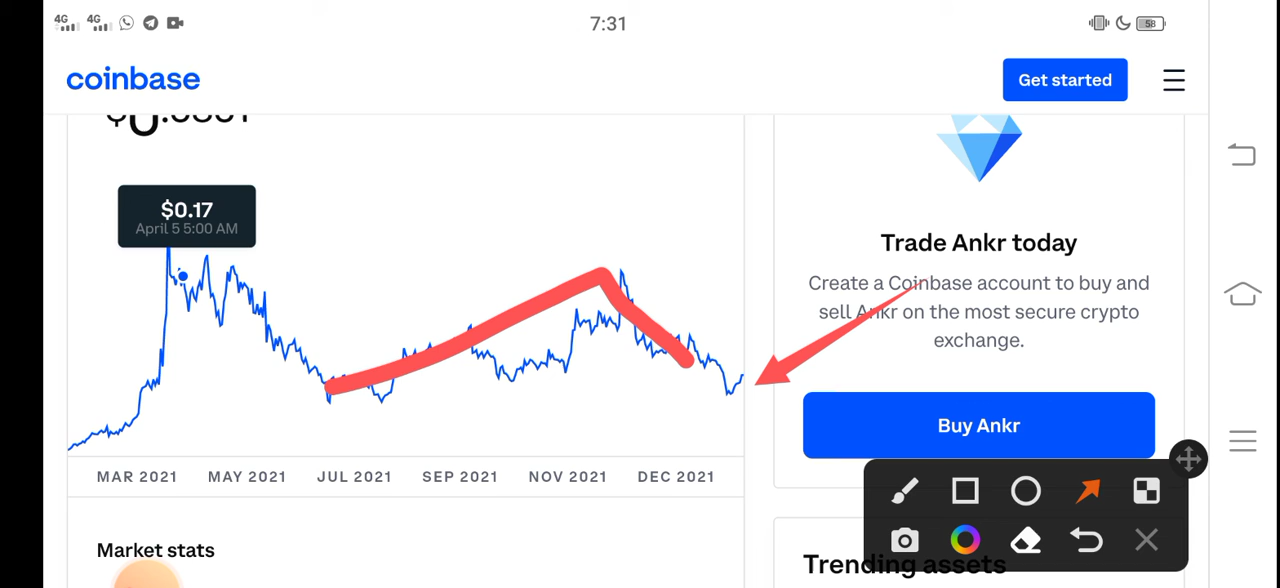 4G 4G 7:31 58
coinbase
Get started
$0.17
April 5 5:00 AM
MAR 2021 MAY 2021 JUL 2021 SEP 2021 NOV 2021 DEC 2021
Market stats
Trade Ankr today
Create a Coinbase account to buy and
sell Ankr on the most secure crypto
exchange.
Buy Ankr
Trending assets